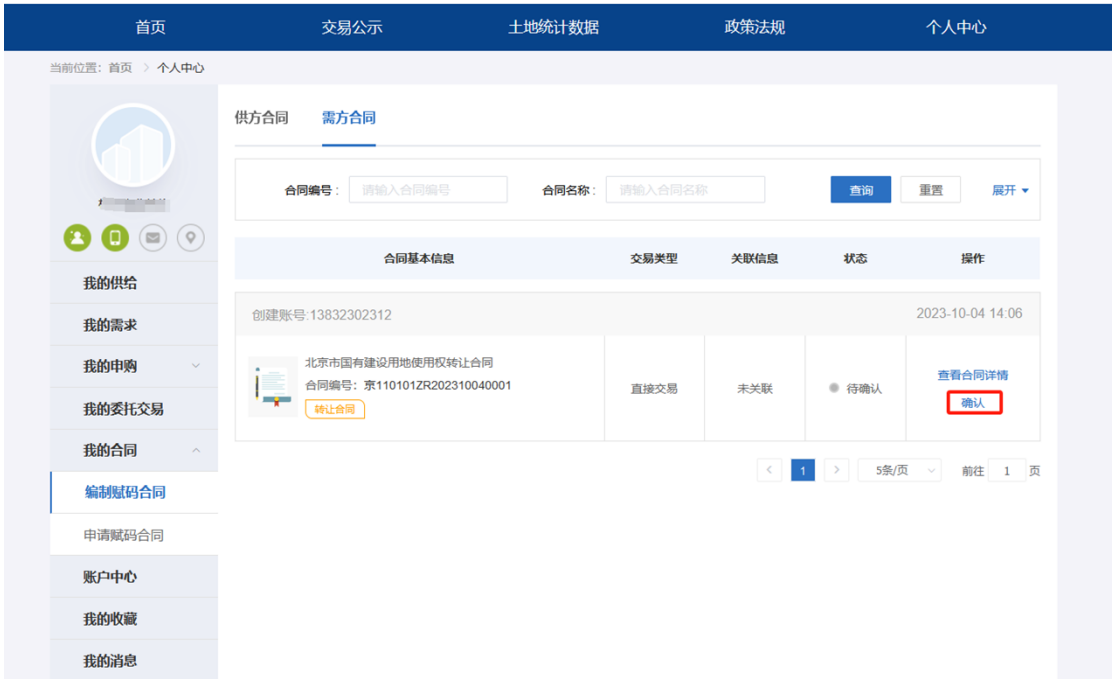 首页 交易公示 土地统计数据 政策法规 个人中心
当前位置：首页 > 个人中心
供方合同 需方合同
合同编号： 请输入合同编号 合同名称： 请输入合同名称 查询 重置 展开
合同基本信息 交易类型 关联信息 状态 操作
创建账号:13832302312 2023-10-04 14:06
北京市国有建设用地使用权转让合同
合同编号：京110101ZR202310040001
转让合同
直接交易 未关联 待确认
查看合同详情
确认
< 1 > 5条/页 前往 1 页
我的供给
我的需求
我的申购
我的委托交易
我的合同
编制赋码合同
申请赋码合同
账户中心
我的收藏
我的消息